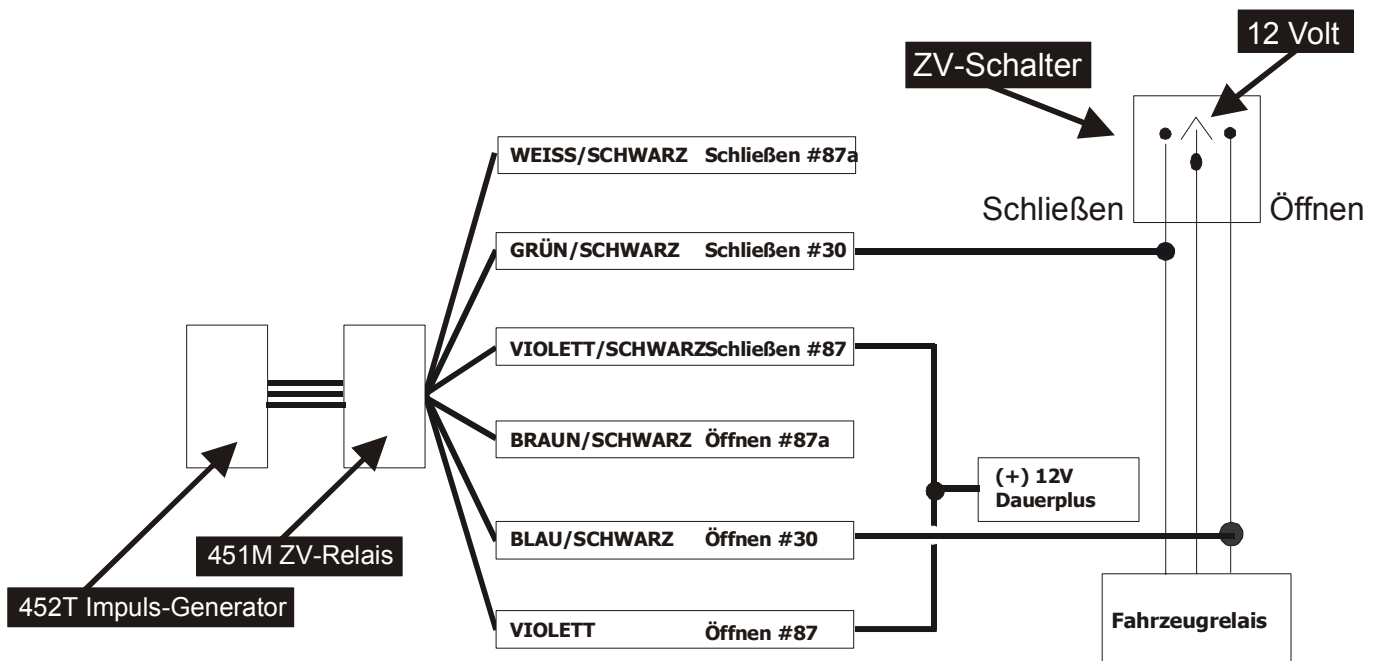 12 Volt
ZV-Schalter
WEISS/SCHWARZ Schließen #87a
Schließen
Öffnen
GRÜN/SCHWARZ Schließen #30
VIOLETT/SCHWARZSchließen #87
BRAUN/SCHWARZ Öffnen #87a
(+) 12V
Dauerplus
BLAU/SCHWARZ Öffnen #30
451M ZV-Relais
452T Impuls-Generator
VIOLETT Öffnen #87
Fahrzeugrelais